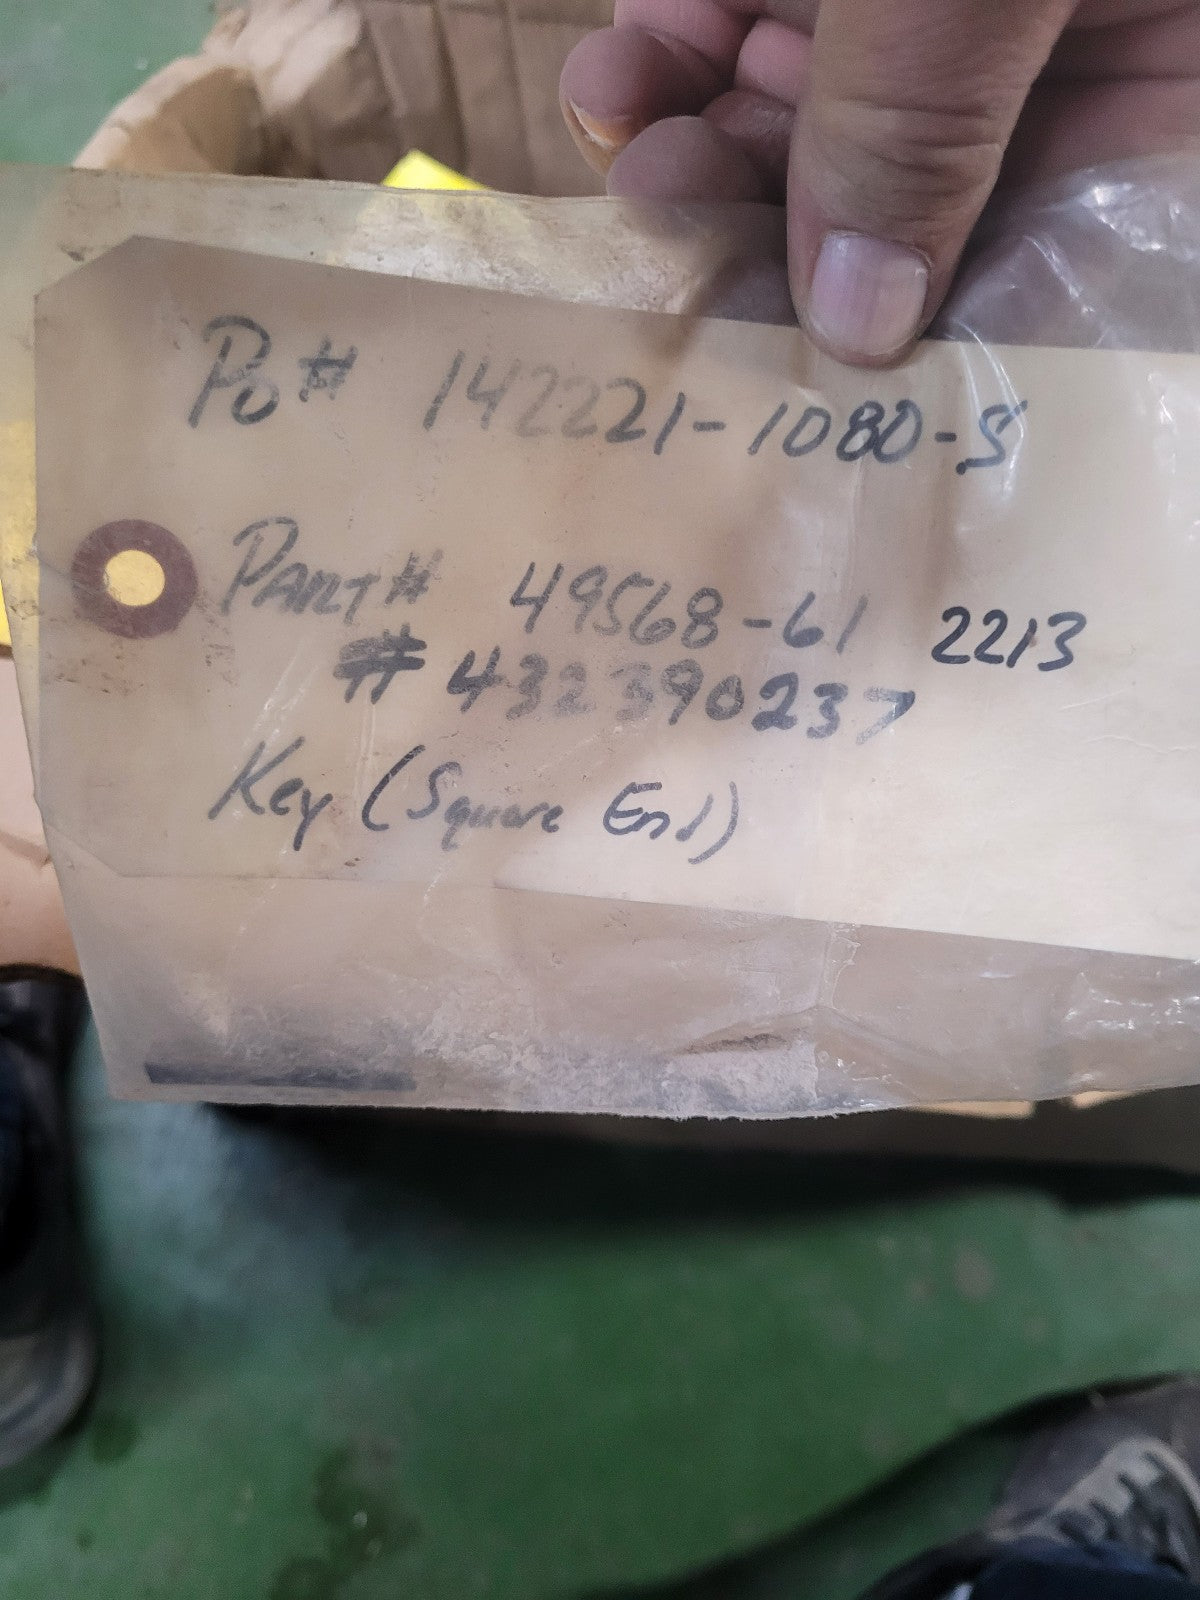 Po# 142221-1080-S
PART# 49568-61 2213
# 432390237
Key (Square End)